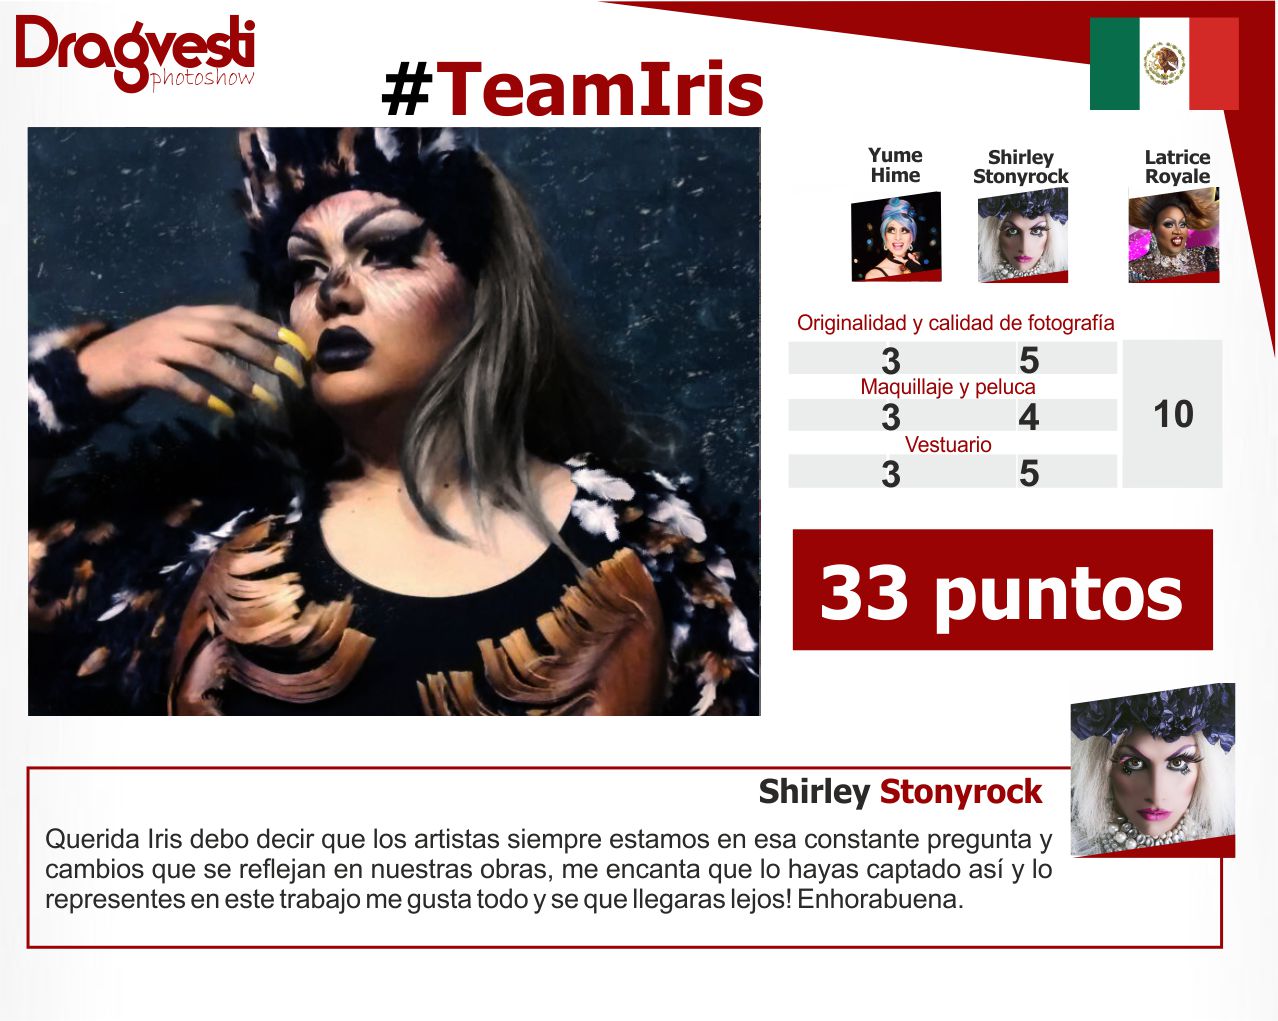 Dragvesti
photoshow
#TeamIris
Yume
Hime
Shirley
Stonyrock
Latrice
Royale
Originalidad y calidad de fotografía
3 5
Maquillaje y peluca
3 4
10
Vestuario
3 5
33 puntos
Shirley Stonyrock
Querida Iris debo decir que los artistas siempre estamos en esa constante pregunta y
cambios que se reflejan en nuestras obras, me encanta que lo hayas captado así y lo
representes en este trabajo me gusta todo y se que llegaras lejos! Enhorabuena.